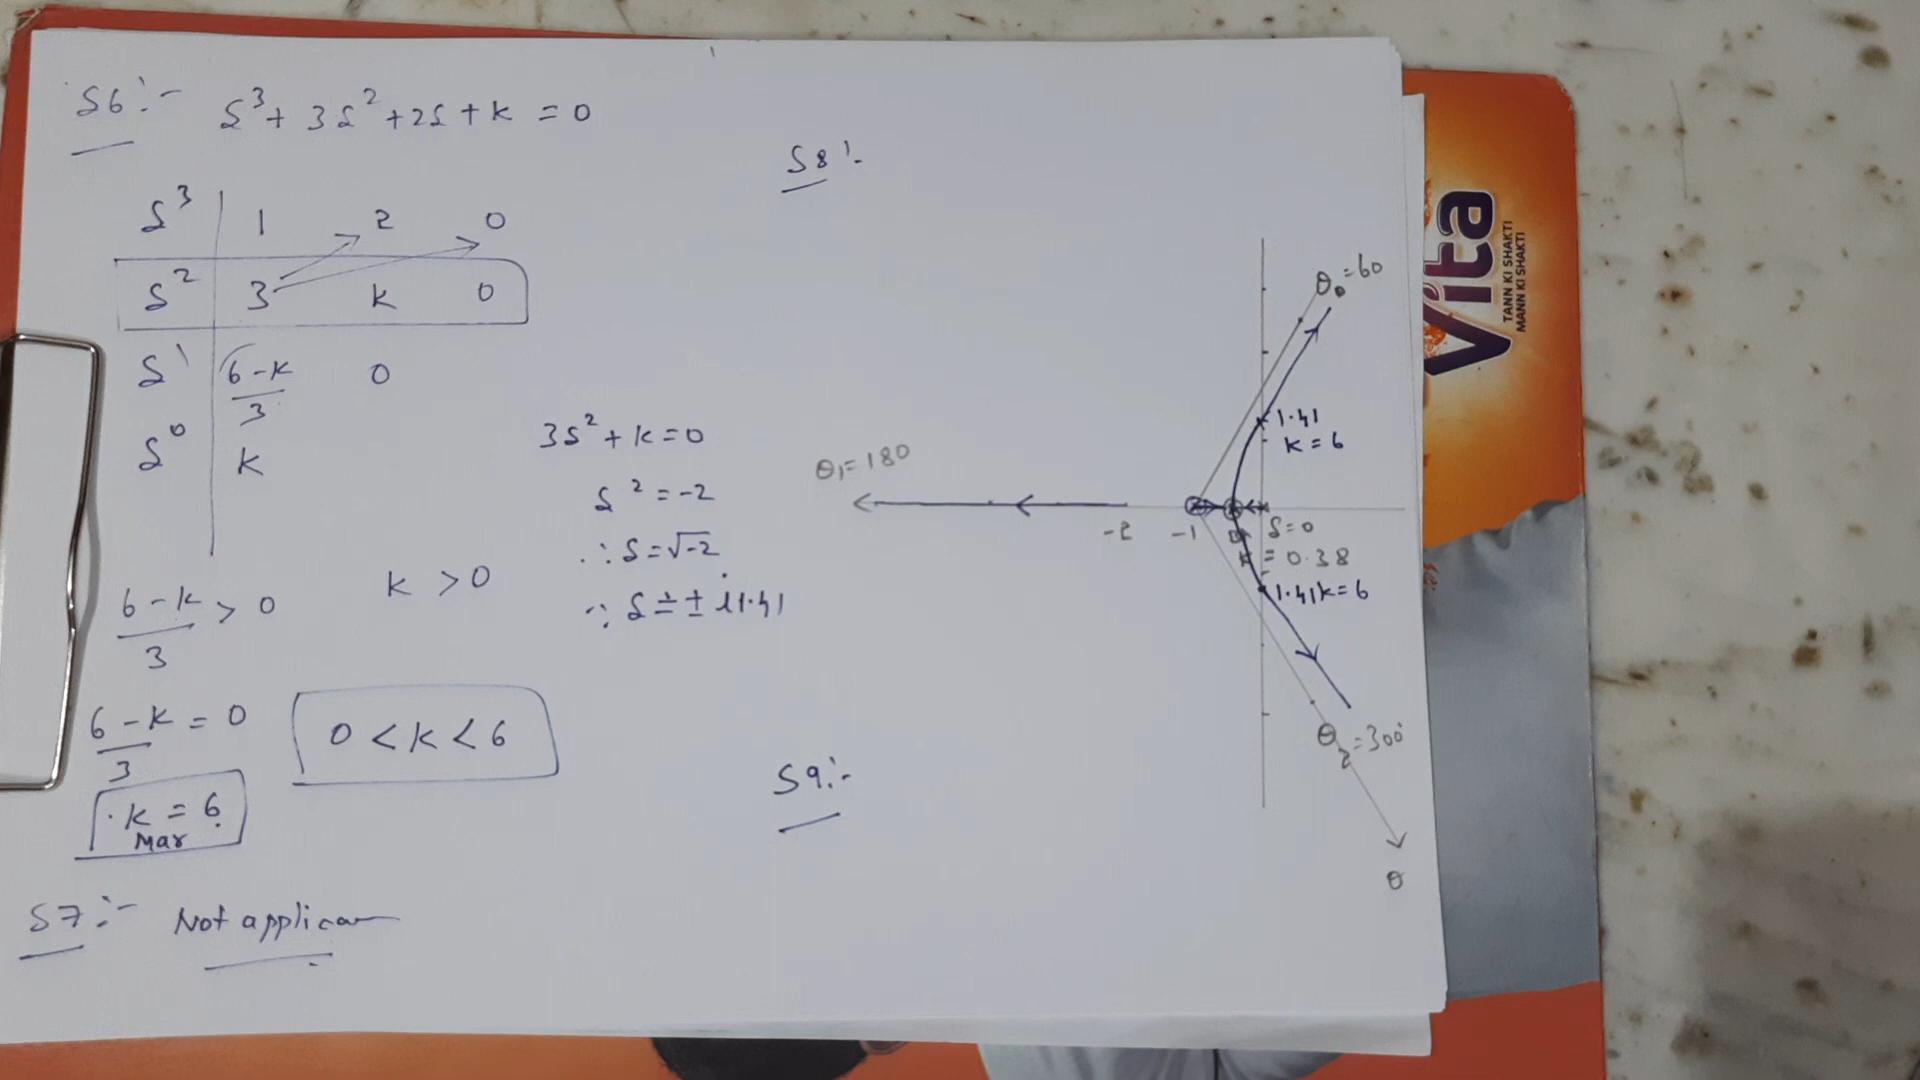 S6:-
S³ + 3S² + 2S + K = 0
S³ 1 2 0
S² 3 K 0
S¹ 6-K/3 0
S⁰ K
6-K/3 > 0
K > 0
6-K/3 = 0
0 < K < 6
K = 6
Mar
S7:- Not applican
3S² + K = 0
S² = -2
∴ S = √-2
∴ S = ± j1.41
S8:-
θ₀ = 60
1.41
K = 6
θ₁ = 180
-2 -1 S=0
K = 0.38
1.41 K = 6
θ₂ = 300°
θ
S9:-
Vita
TANN KI SHAKTI
MANN KI SHAKTI